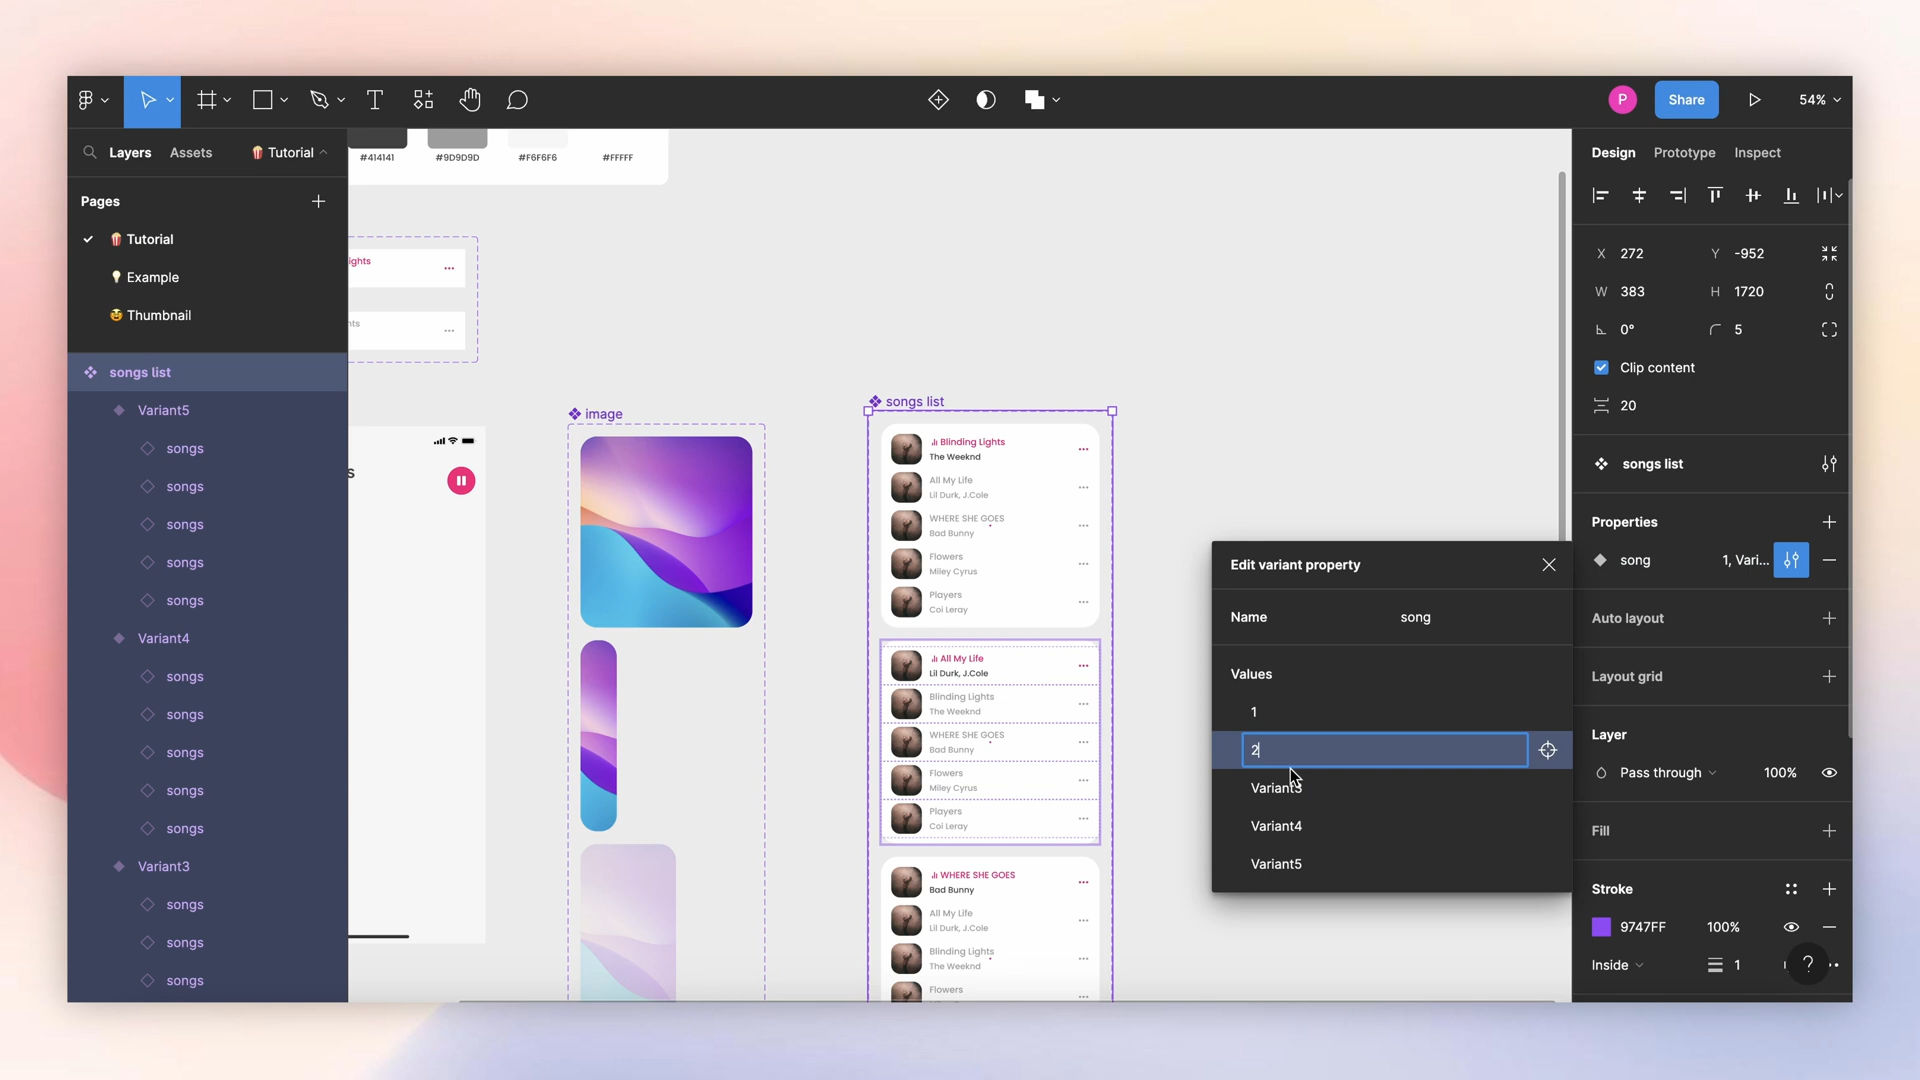 P
Share
54%
Layers
Assets
Tutorial
Pages
Tutorial
Example
Thumbnail
songs list
Variant5
songs
songs
songs
songs
songs
Variant4
songs
songs
songs
songs
songs
Variant3
songs
songs
songs
#414141
#9D9D9D
#F6F6F6
#FFFFF
ights
nts
s
image
songs list
Blinding Lights
The Weeknd
All My Life
Lil Durk, J.Cole
WHERE SHE GOES
Bad Bunny
Flowers
Miley Cyrus
Players
Coi Leray
All My Life
Lil Durk, J.Cole
Blinding Lights
The Weeknd
WHERE SHE GOES
Bad Bunny
Flowers
Miley Cyrus
Players
Coi Leray
WHERE SHE GOES
Bad Bunny
All My Life
Lil Durk, J.Cole
Blinding Lights
The Weeknd
Flowers
Edit variant property
Name song
Values
1
2
Variant3
Variant4
Variant5
Design
Prototype
Inspect
X 272 Y -952
W 383 H 1720
0° 5
Clip content
20
songs list
Properties
song 1, Vari...
Auto layout
Layout grid
Layer
Pass through 100%
Fill
Stroke
9747FF 100%
Inside 1
?